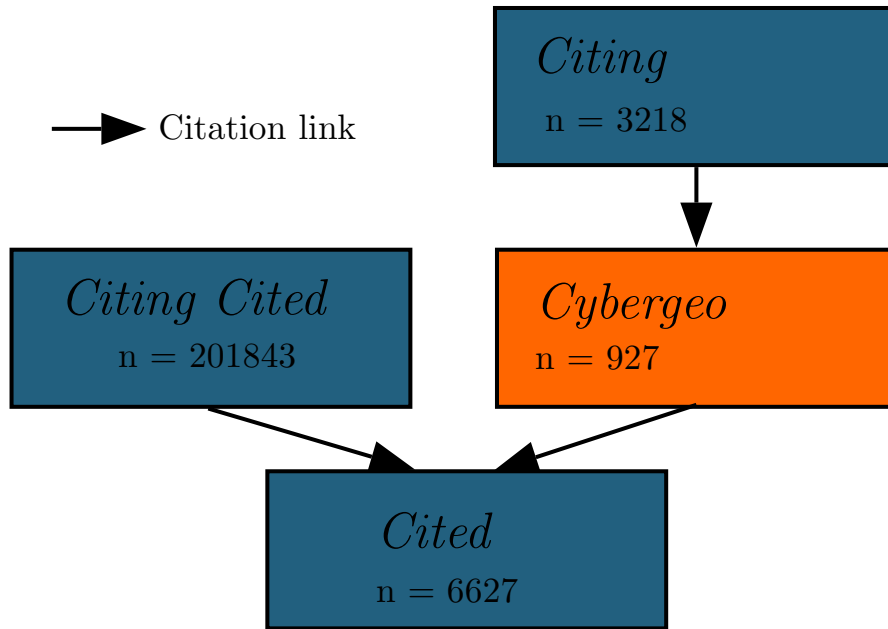 Citing
n = 3218
Citation link
Citing Cited
n = 201843
Cybergeo
n = 927
Cited
n = 6627